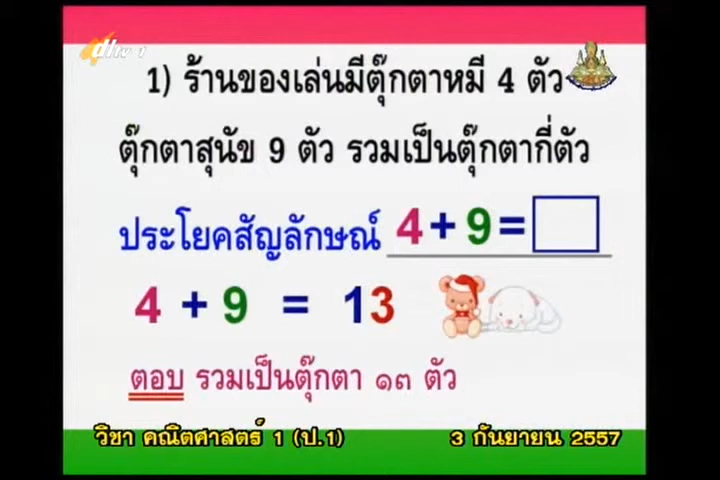 dltv 1
1) ร้านของเล่นมีตุ๊กตาหมี 4 ตัว
ตุ๊กตาสุนัข 9 ตัว รวมเป็นตุ๊กตากี่ตัว
ประโยคสัญลักษณ์ 4 + 9 =
4 + 9 = 13
ตอบ รวมเป็นตุ๊กตา ๑๓ ตัว
วิชา คณิตศาสตร์ 1 (ป.1) 3 กันยายน 2557